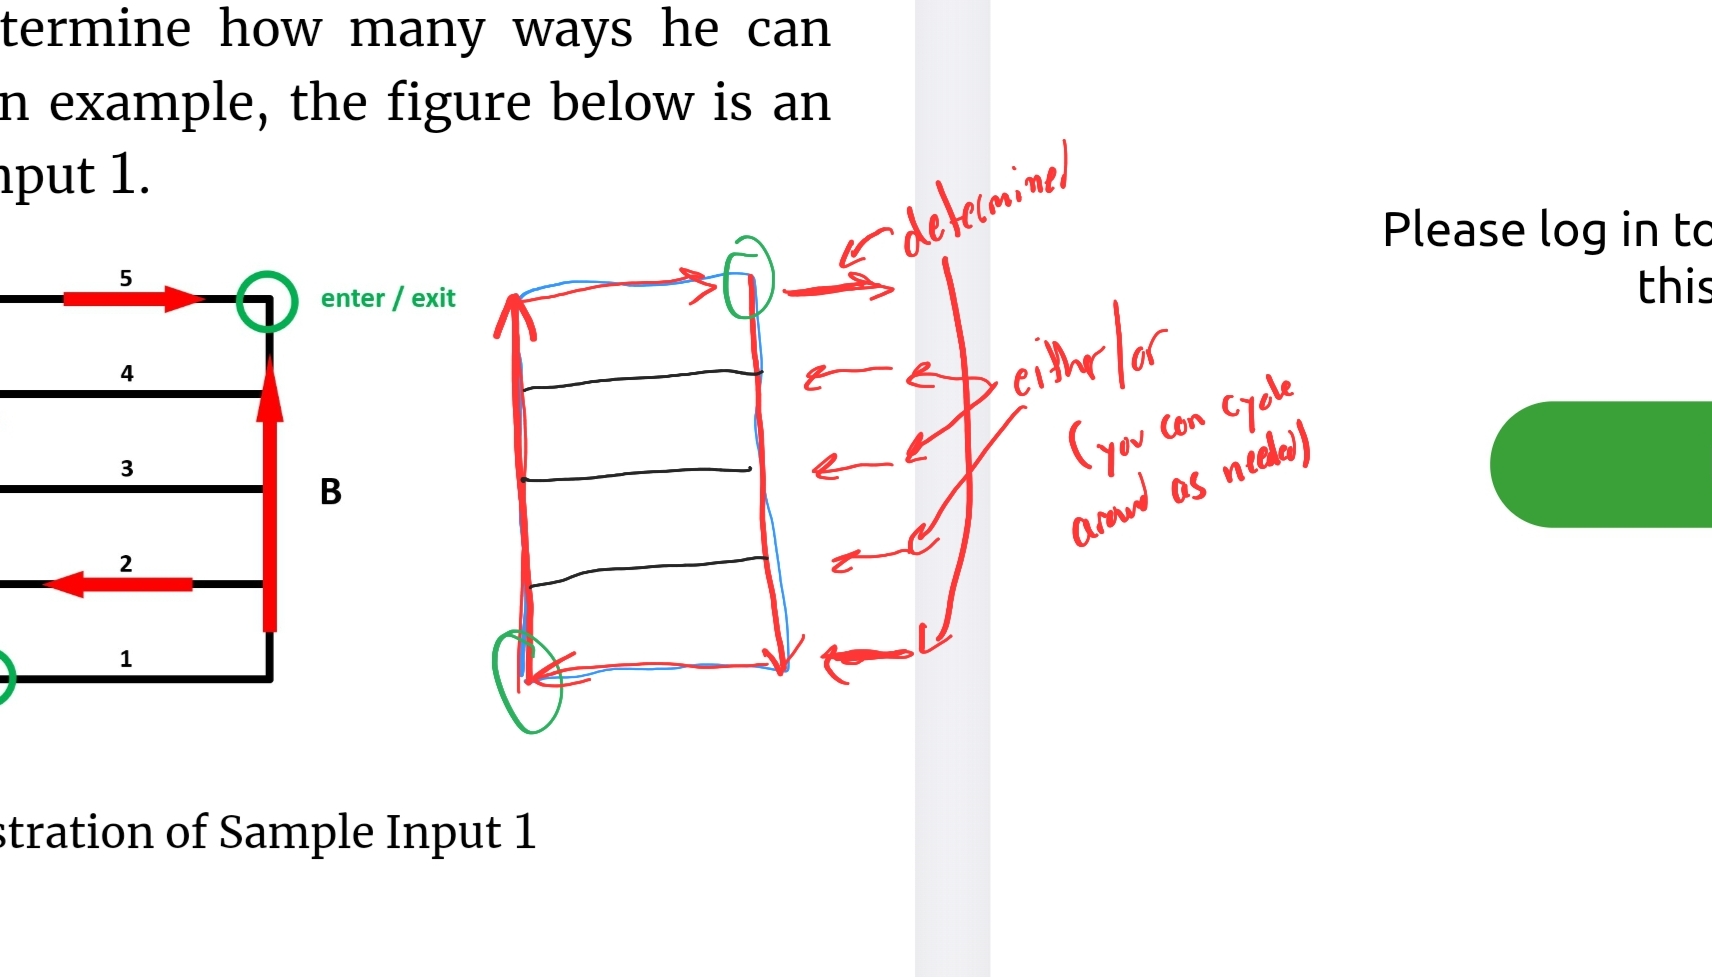 termine how many ways he can
n example, the figure below is an
nput 1.
determined
Please log in to
this
5
enter / exit
4
either/or
(you can cycle
around as needed)
3
B
2
1
stration of Sample Input 1